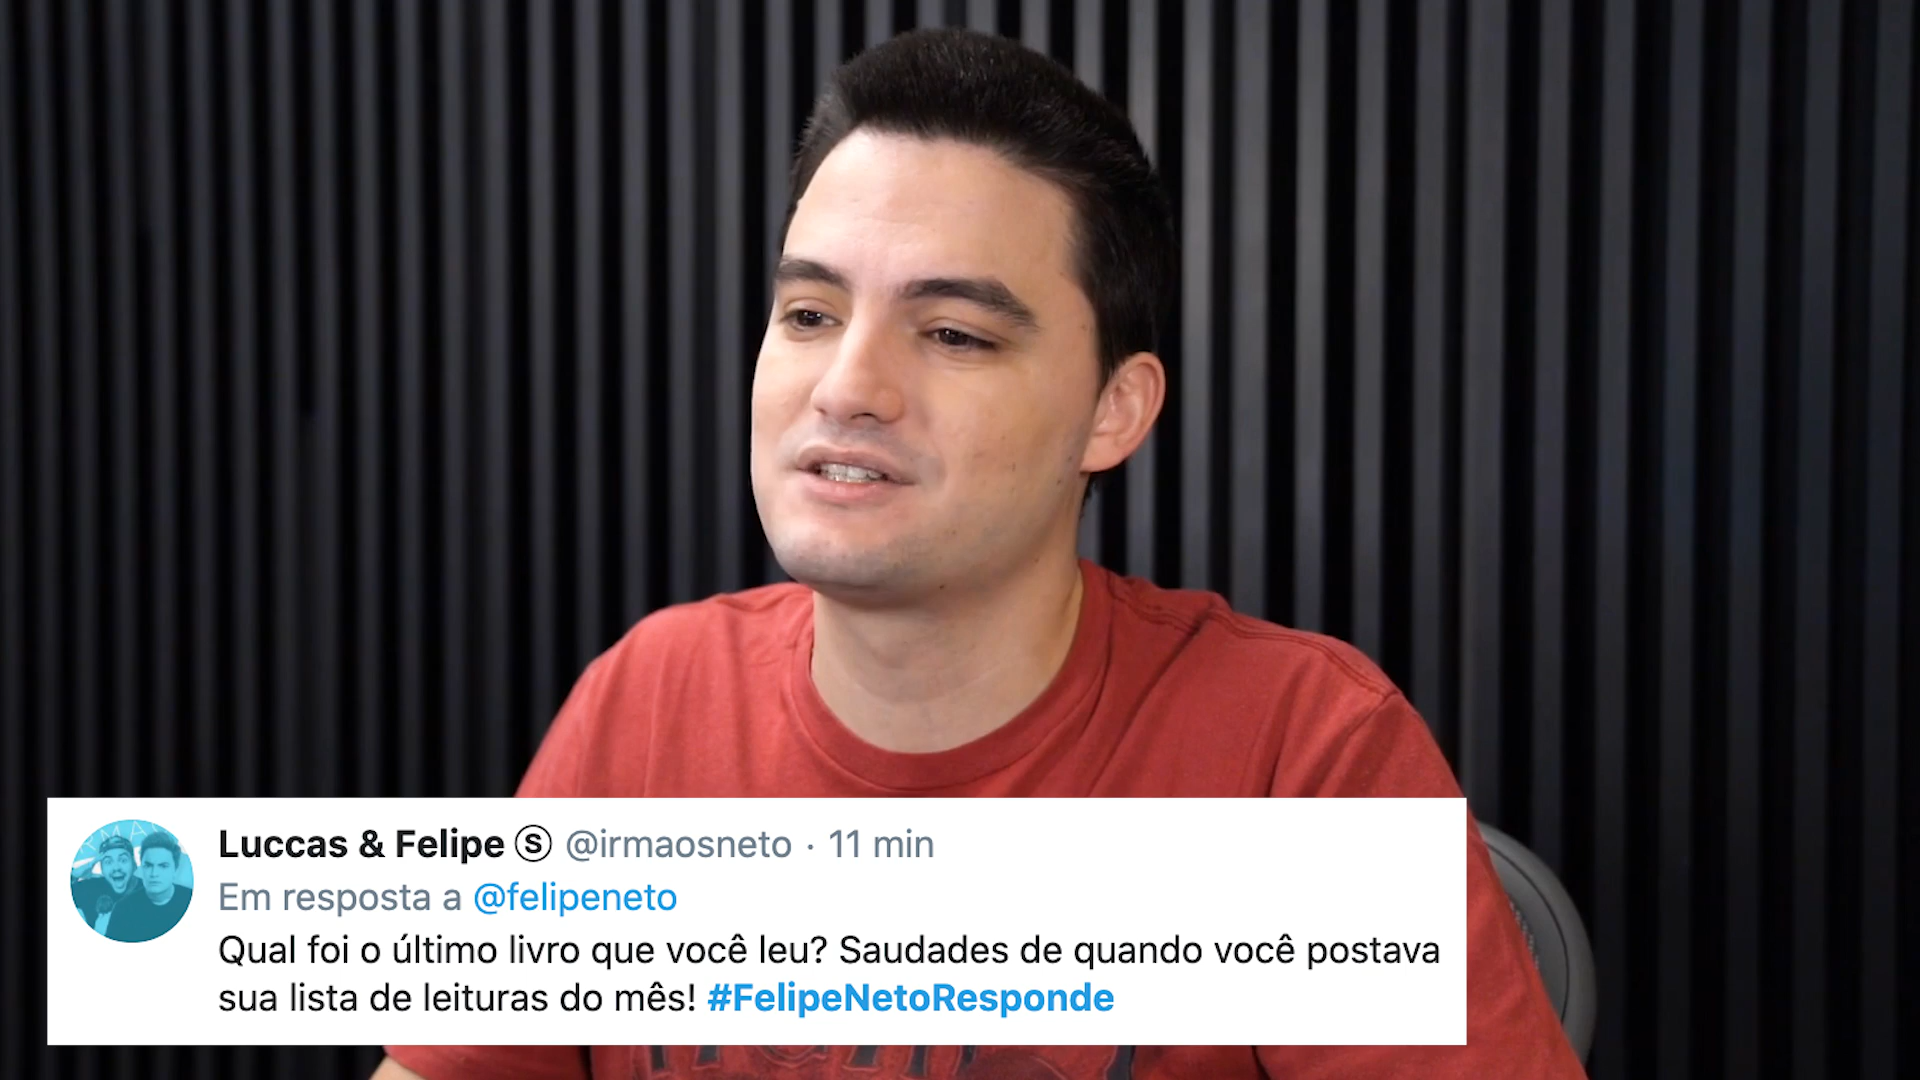 Luccas & Felipe Ⓢ @irmaosneto · 11 min
Em resposta a @felipeneto
Qual foi o último livro que você leu? Saudades de quando você postava
sua lista de leituras do mês! #FelipeNetoResponde